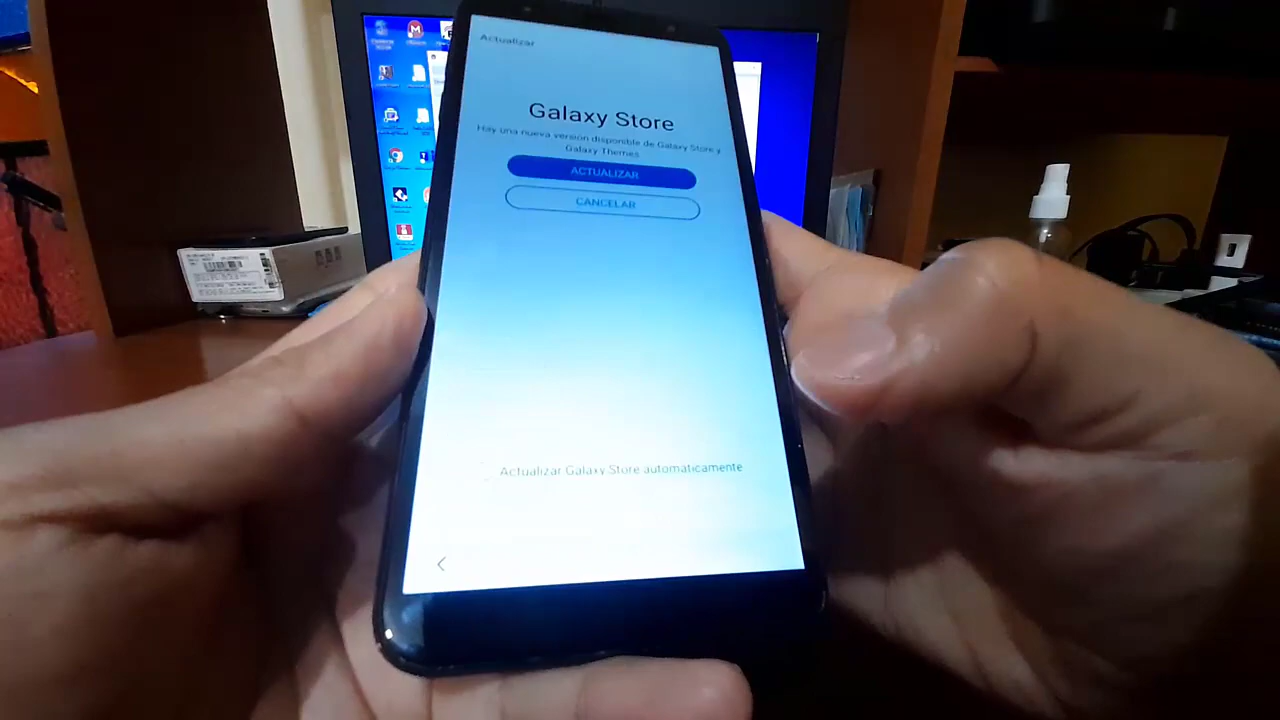 Actualizar
Galaxy Store
Hay una nueva versión disponible de Galaxy Store y
Galaxy Themes
ACTUALIZAR
CANCELAR
Actualizar Galaxy Store automáticamente